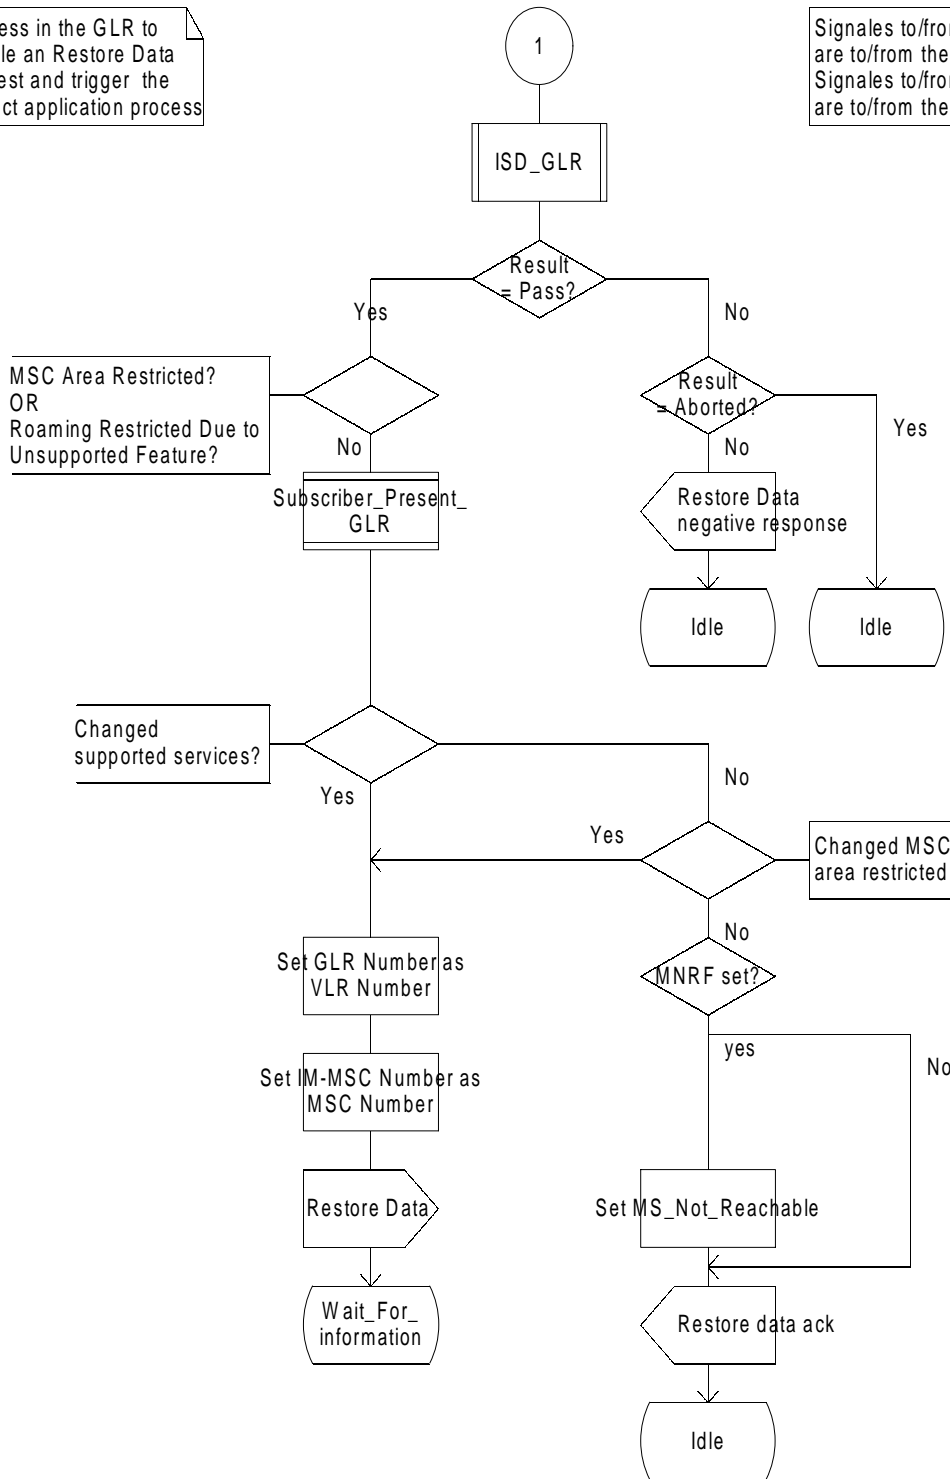 ess in the GLR to
le an Restore Data
est and trigger the
ct application process
Signales to/fro
are to/from the
Signales to/fro
are to/from the
1
ISD_GLR
Result
= Pass?
Yes
No
MSC Area Restricted?
OR
Roaming Restricted Due to
Unsupported Feature?
Result
= Aborted?
Yes
No
No
Subscriber_Present_
GLR
Restore Data
negative response
Idle
Idle
Changed
supported services?
No
Yes
Yes
Changed MSC
area restricted
No
Set GLR Number as
VLR Number
MNRF set?
yes
No
Set IM-MSC Number as
MSC Number
Restore Data
Set MS_Not_Reachable
Wait_For_
information
Restore data ack
Idle